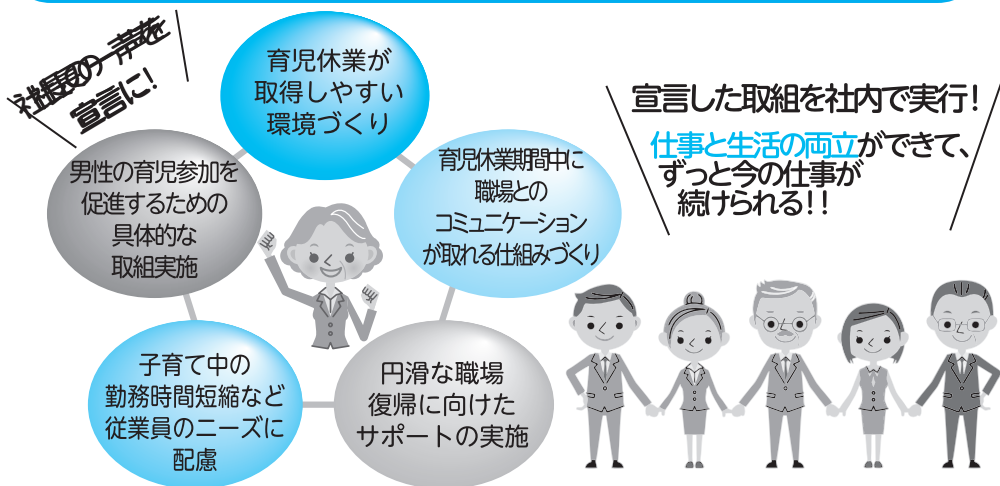 社長の一声を
宣言に！
育児休業が
取得しやすい
環境づくり
男性の育児参加を
促進するための
具体的な
取組実施
育児休業期間中に
職場との
コミュニケーション
が取れる仕組みづくり
子育て中の
勤務時間短縮など
従業員のニーズに
配慮
円滑な職場
復帰に向けた
サポートの実施
宣言した取組を社内で実行！
仕事と生活の両立ができて、
ずっと今の仕事が
続けられる！！